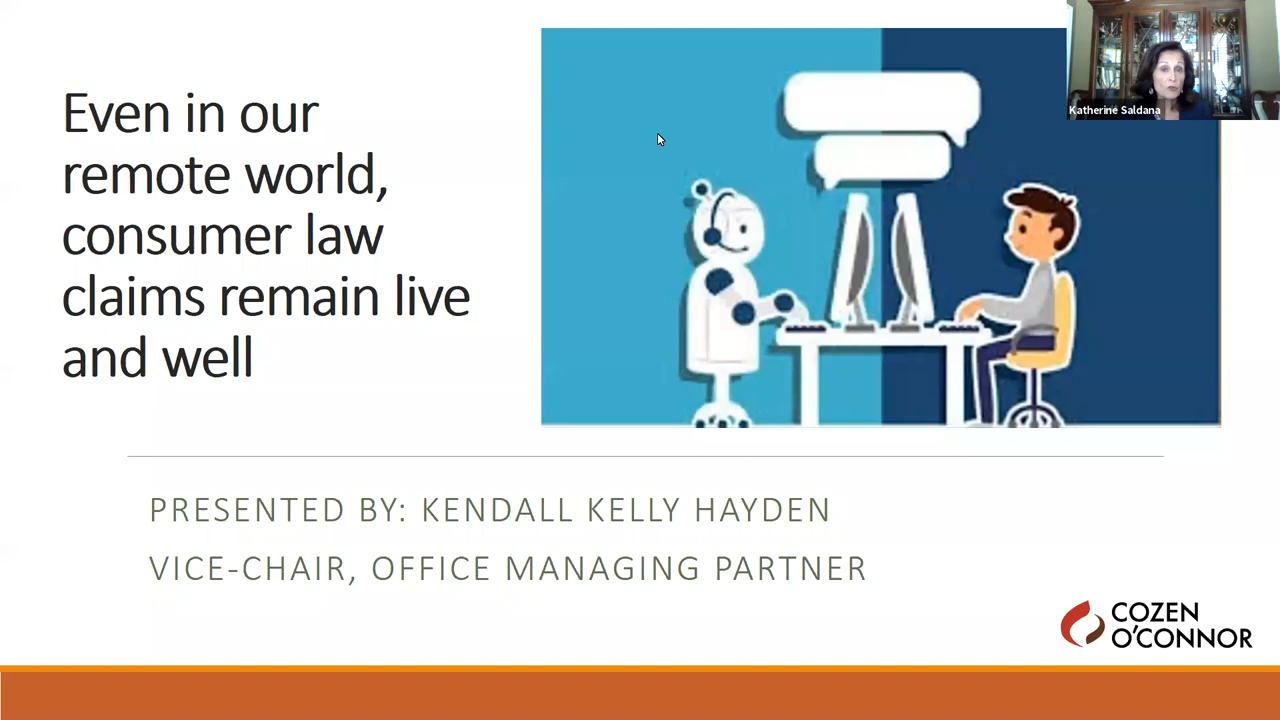 Even in our
remote world,
consumer law
claims remain live
and well
Katherine Saldana
PRESENTED BY: KENDALL KELLY HAYDEN
VICE-CHAIR, OFFICE MANAGING PARTNER
COZEN
O'CONNOR